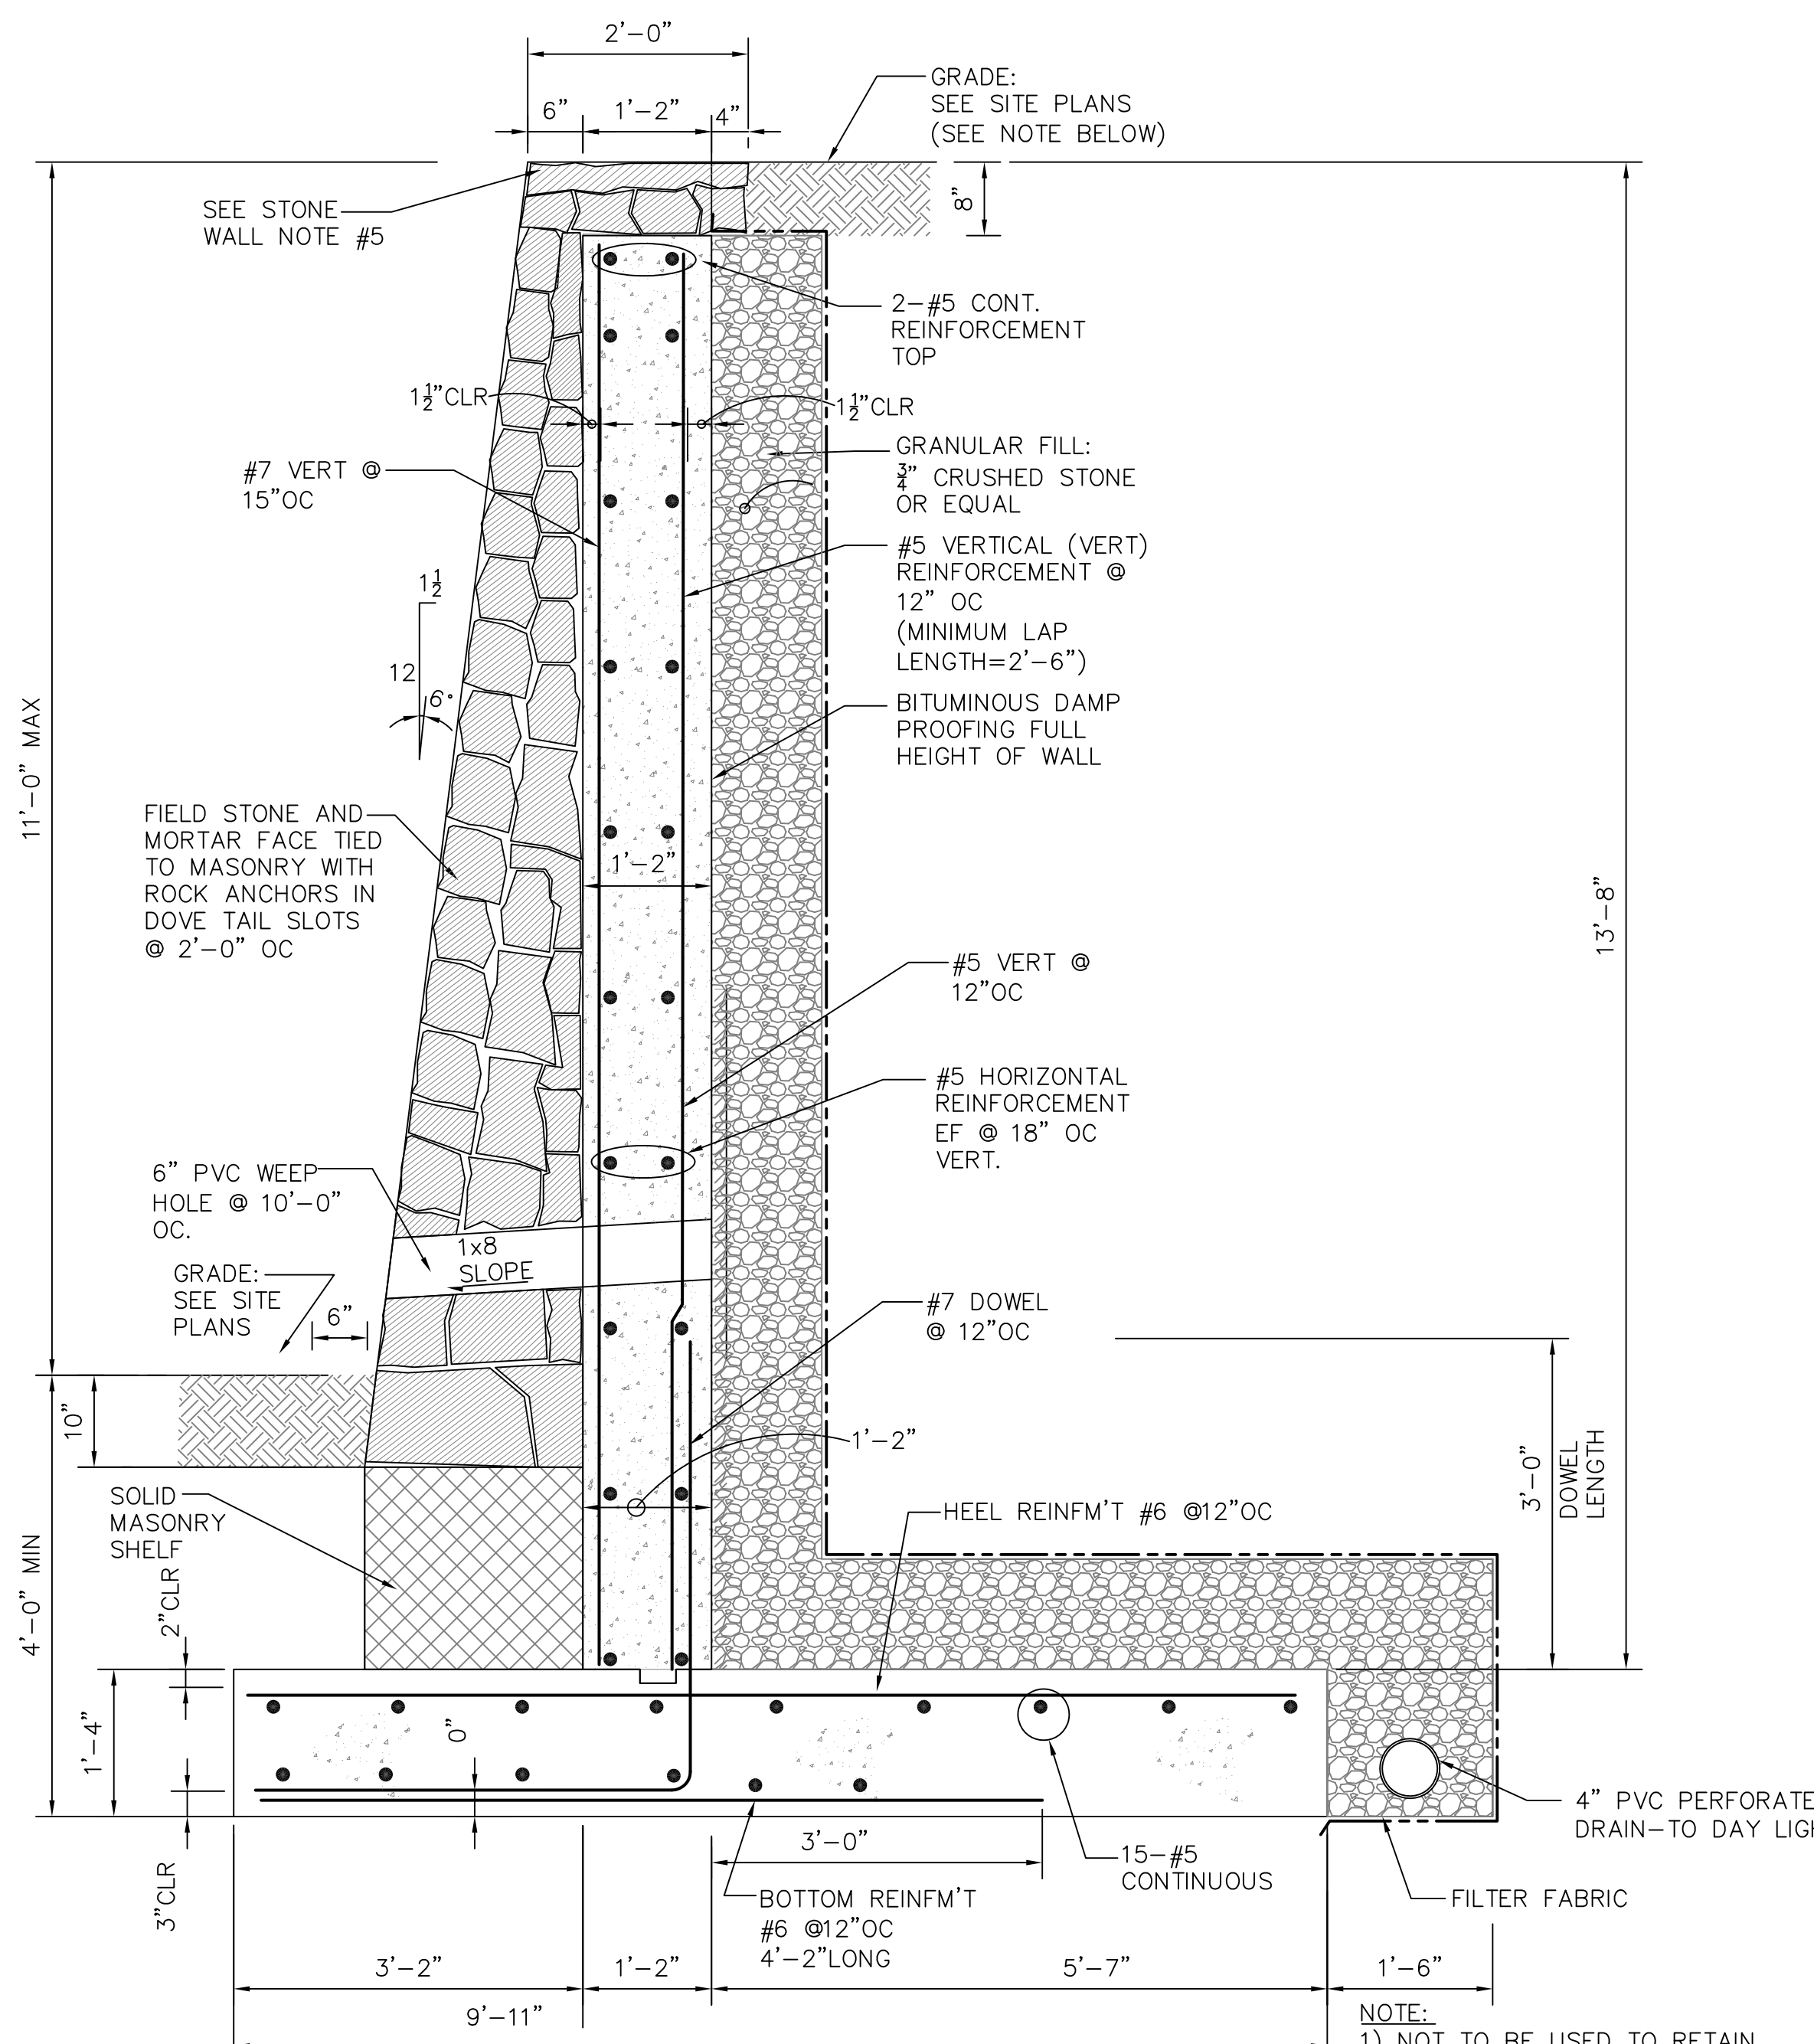 2'-0"
6"
1'-2"
4"
GRADE:
SEE SITE PLANS
(SEE NOTE BELOW)
8"
SEE STONE
WALL NOTE #5
2-#5 CONT.
REINFORCEMENT
TOP
1½"CLR
1½"CLR
GRANULAR FILL:
¾" CRUSHED STONE
OR EQUAL
#7 VERT @
15"OC
#5 VERTICAL (VERT)
REINFORCEMENT @
12" OC
(MINIMUM LAP
LENGTH=2'-6")
1½
12
6°
BITUMINOUS DAMP
PROOFING FULL
HEIGHT OF WALL
11'-0" MAX
FIELD STONE AND
MORTAR FACE TIED
TO MASONRY WITH
ROCK ANCHORS IN
DOVE TAIL SLOTS
@ 2'-0" OC
1'-2"
13'-8"
#5 VERT @
12"OC
#5 HORIZONTAL
REINFORCEMENT
EF @ 18" OC
VERT.
6" PVC WEEP
HOLE @ 10'-0"
OC.
1x8
SLOPE
GRADE:
SEE SITE
PLANS
6"
#7 DOWEL
@ 12"OC
10"
1'-2"
3'-0"
DOWEL
LENGTH
SOLID
MASONRY
SHELF
HEEL REINFM'T #6 @12"OC
4'-0" MIN
2"CLR
1'-4"
0"
3"CLR
3'-0"
15-#5
CONTINUOUS
4" PVC PERFORATE
DRAIN-TO DAY LIGH
BOTTOM REINFM'T
#6 @12"OC
4'-2"LONG
FILTER FABRIC
3'-2"
1'-2"
5'-7"
1'-6"
9'-11"
NOTE:
1) NOT TO BE USED TO RETAIN